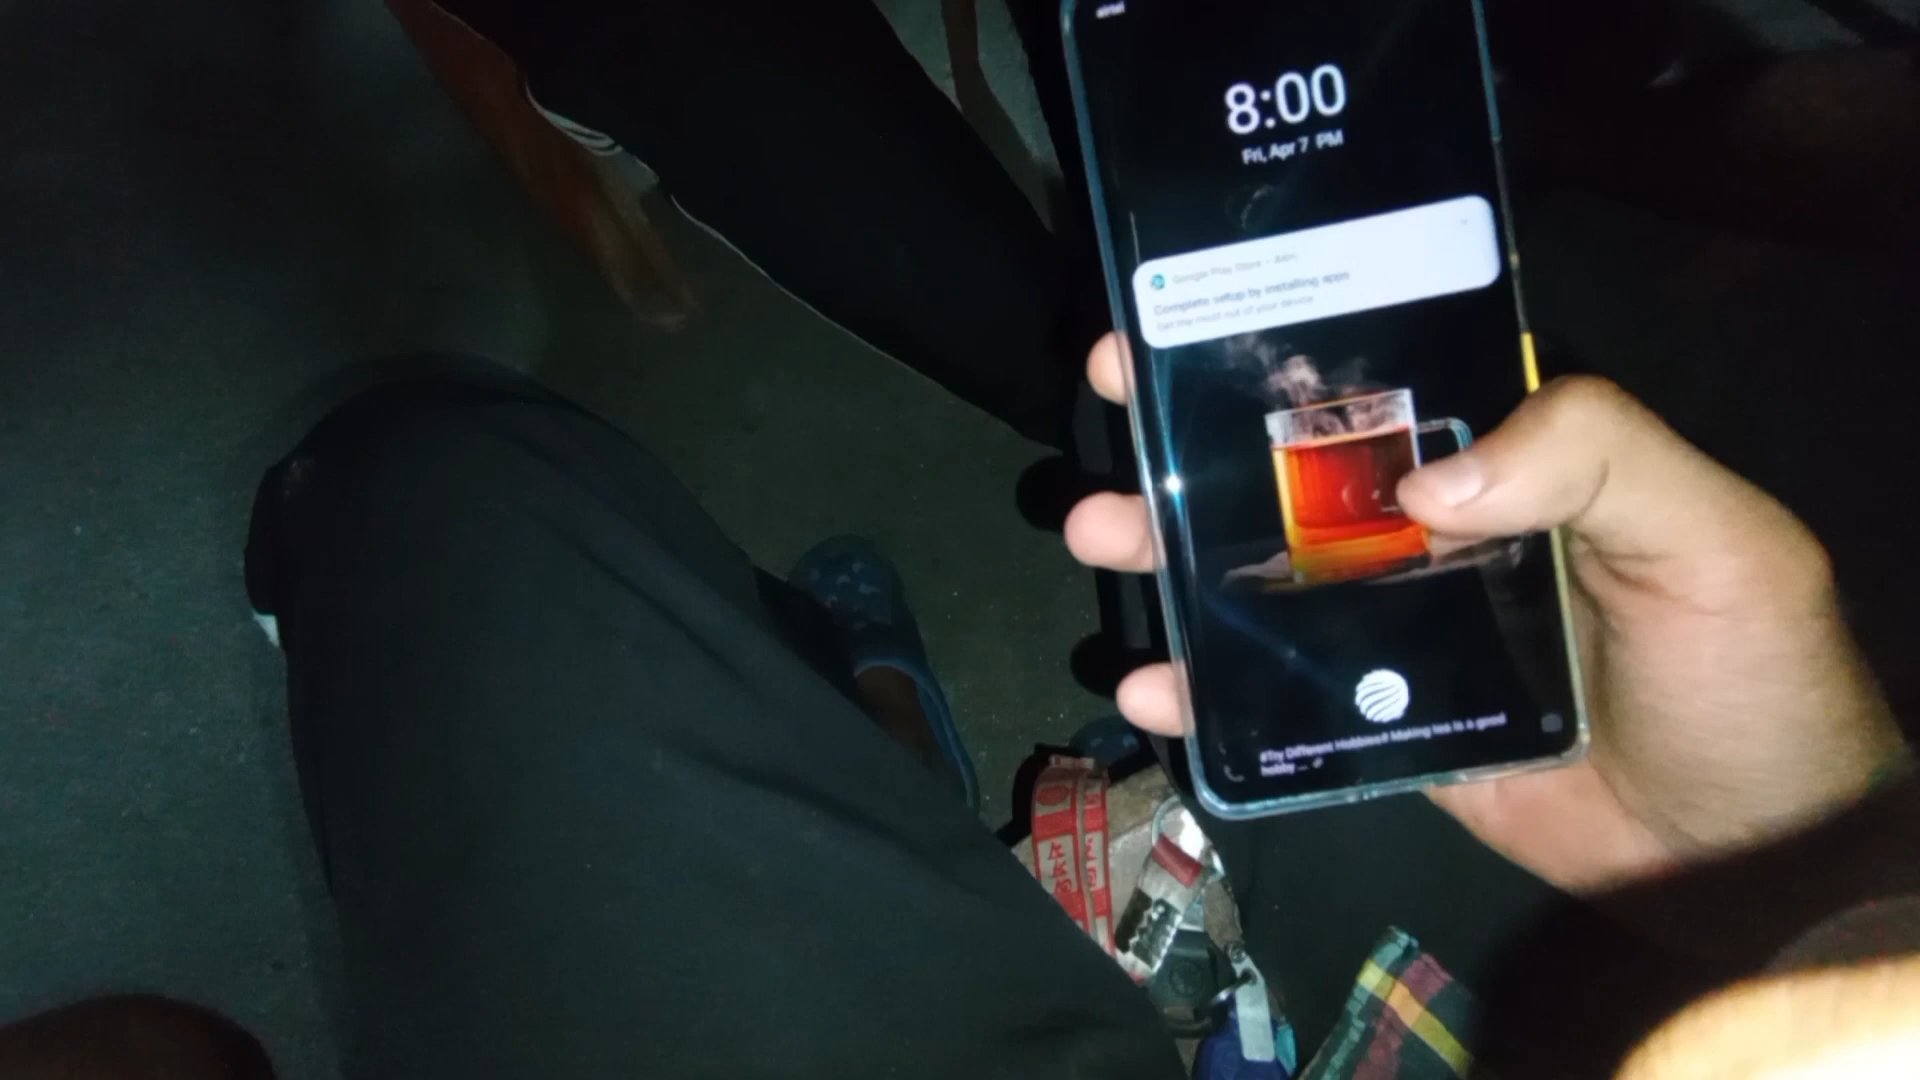 airtel
8:00
Fri, Apr 7 PM
Google Play Store
Complete setup by installing apps
Get the most out of your device
#Try Different Hobbies# Making tea is a good
hobby...